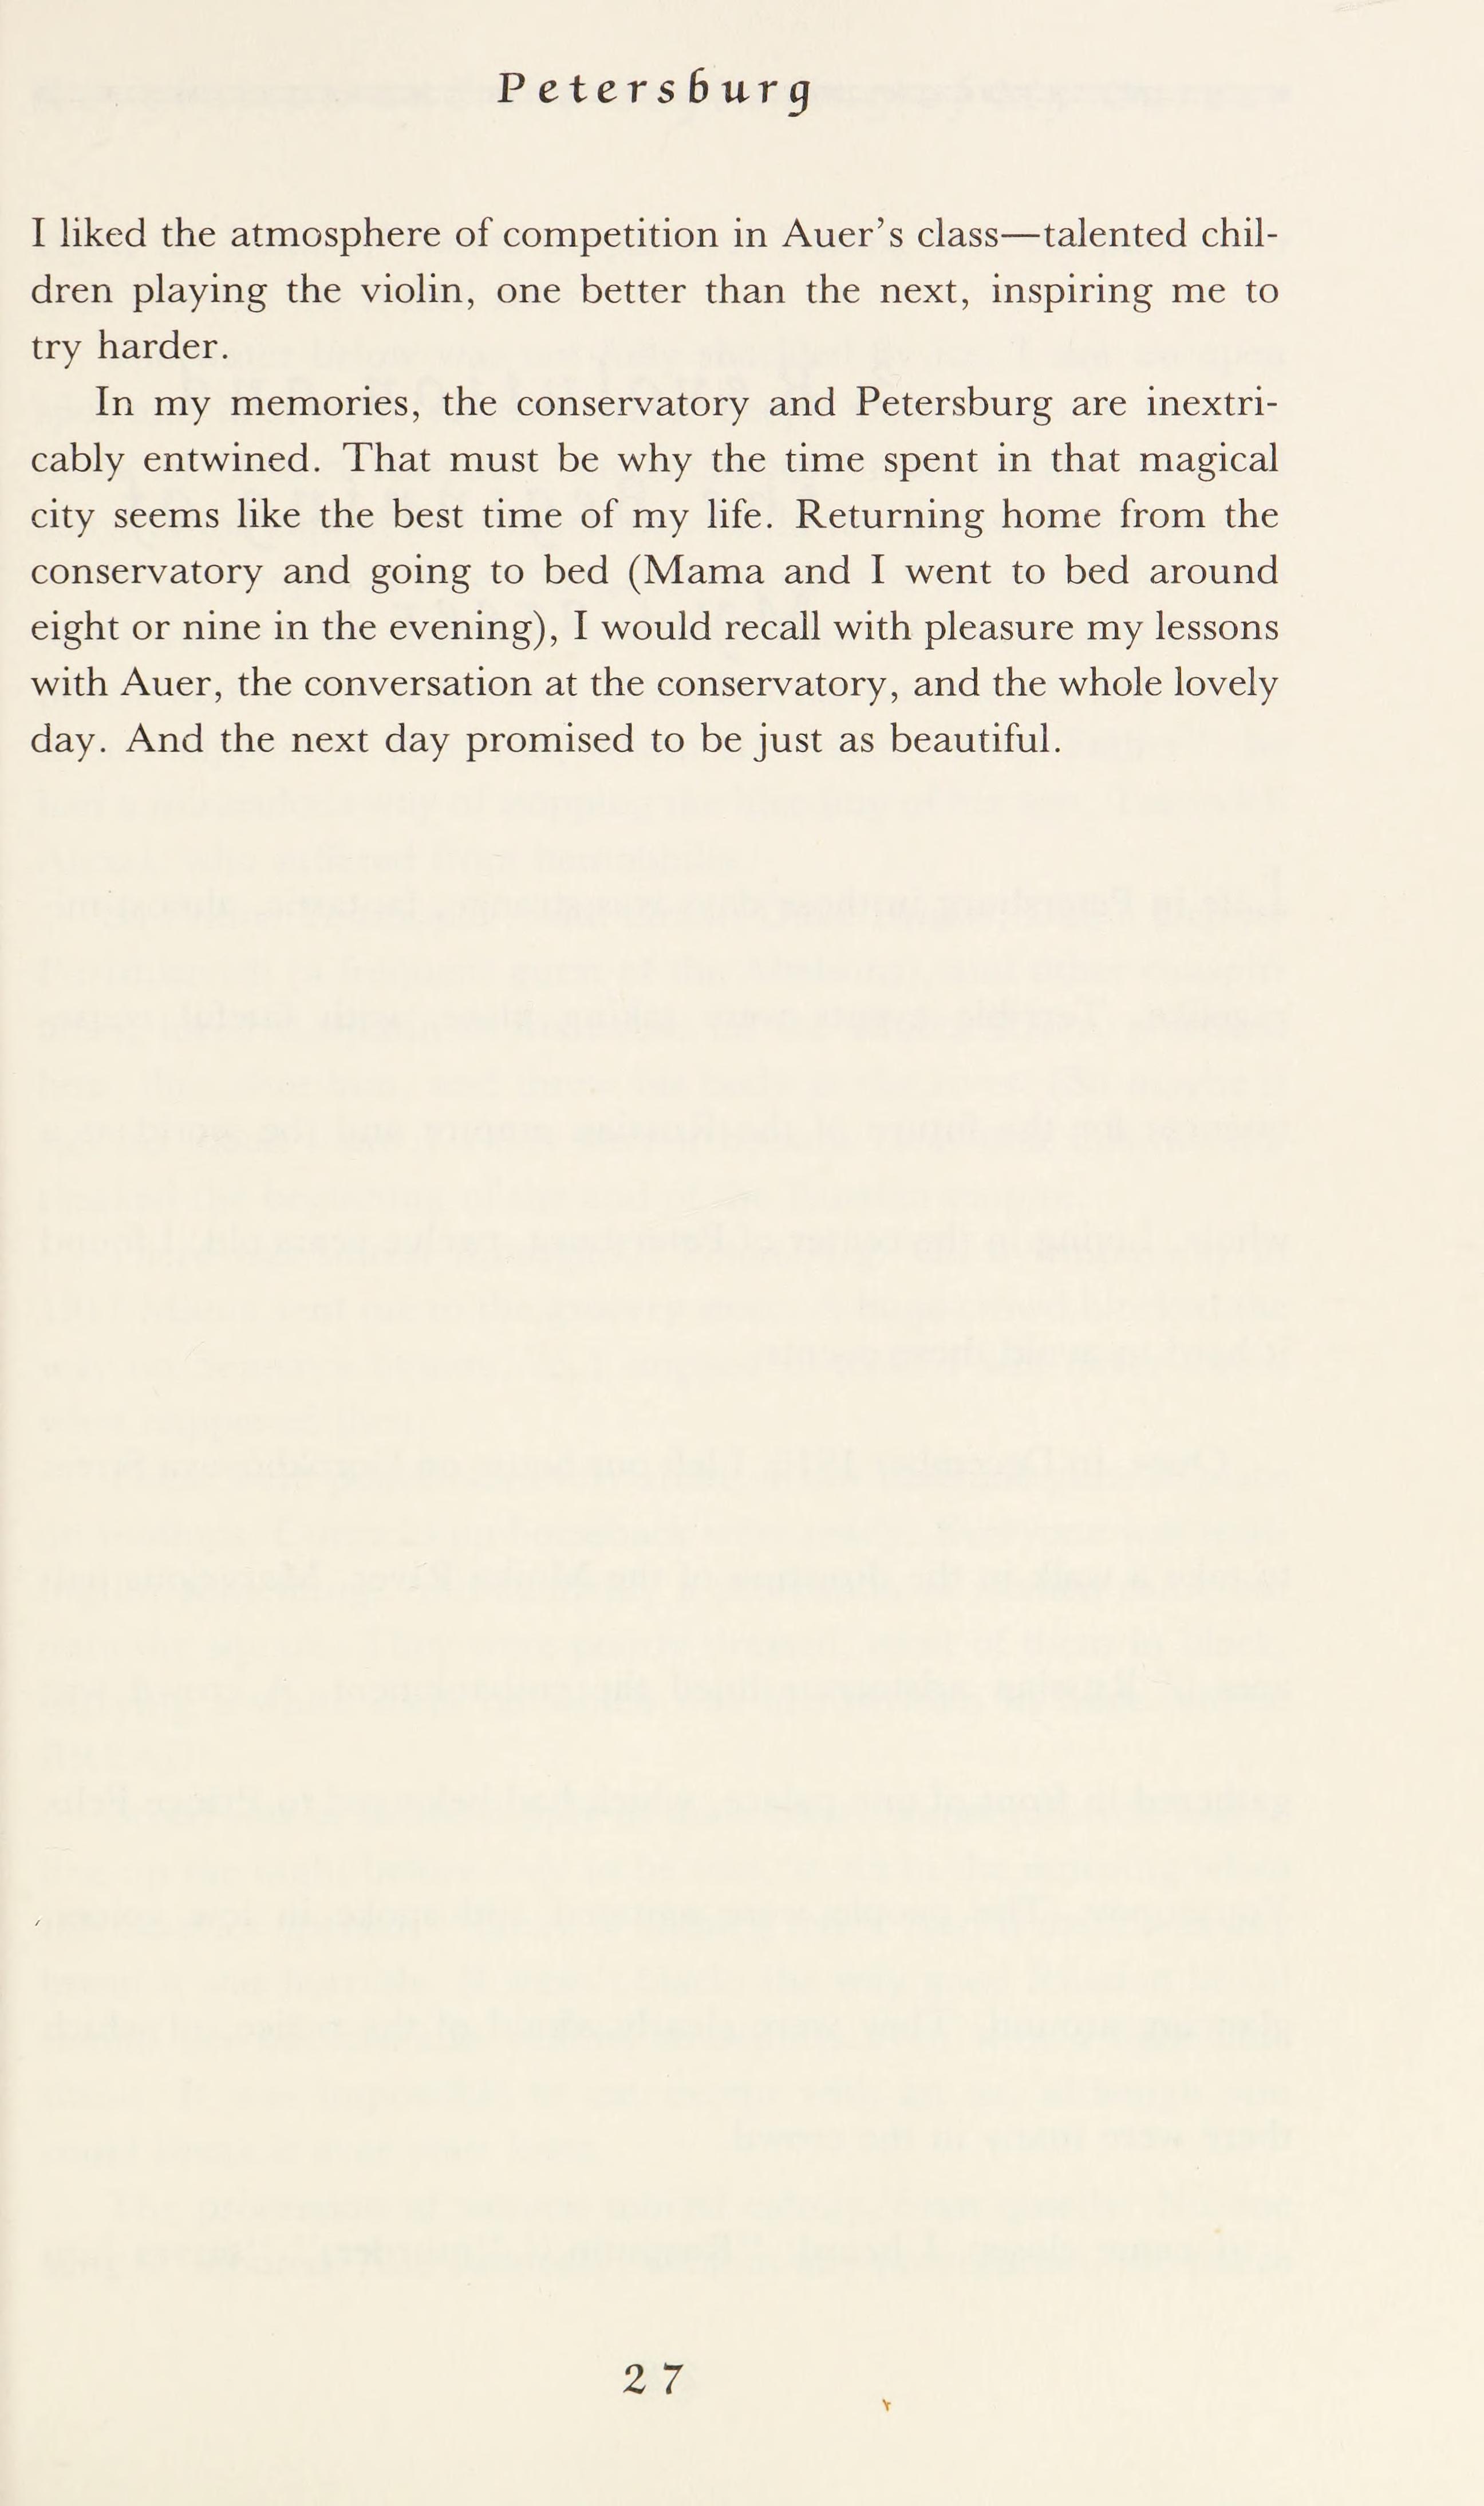 Petersburg
I liked the atmosphere of competition in Auer's class—talented chil-
dren playing the violin, one better than the next, inspiring me to
try harder.
In my memories, the conservatory and Petersburg are inextri-
cably entwined. That must be why the time spent in that magical
city seems like the best time of my life. Returning home from the
conservatory and going to bed (Mama and I went to bed around
eight or nine in the evening), I would recall with pleasure my lessons
with Auer, the conversation at the conservatory, and the whole lovely
day. And the next day promised to be just as beautiful.
27